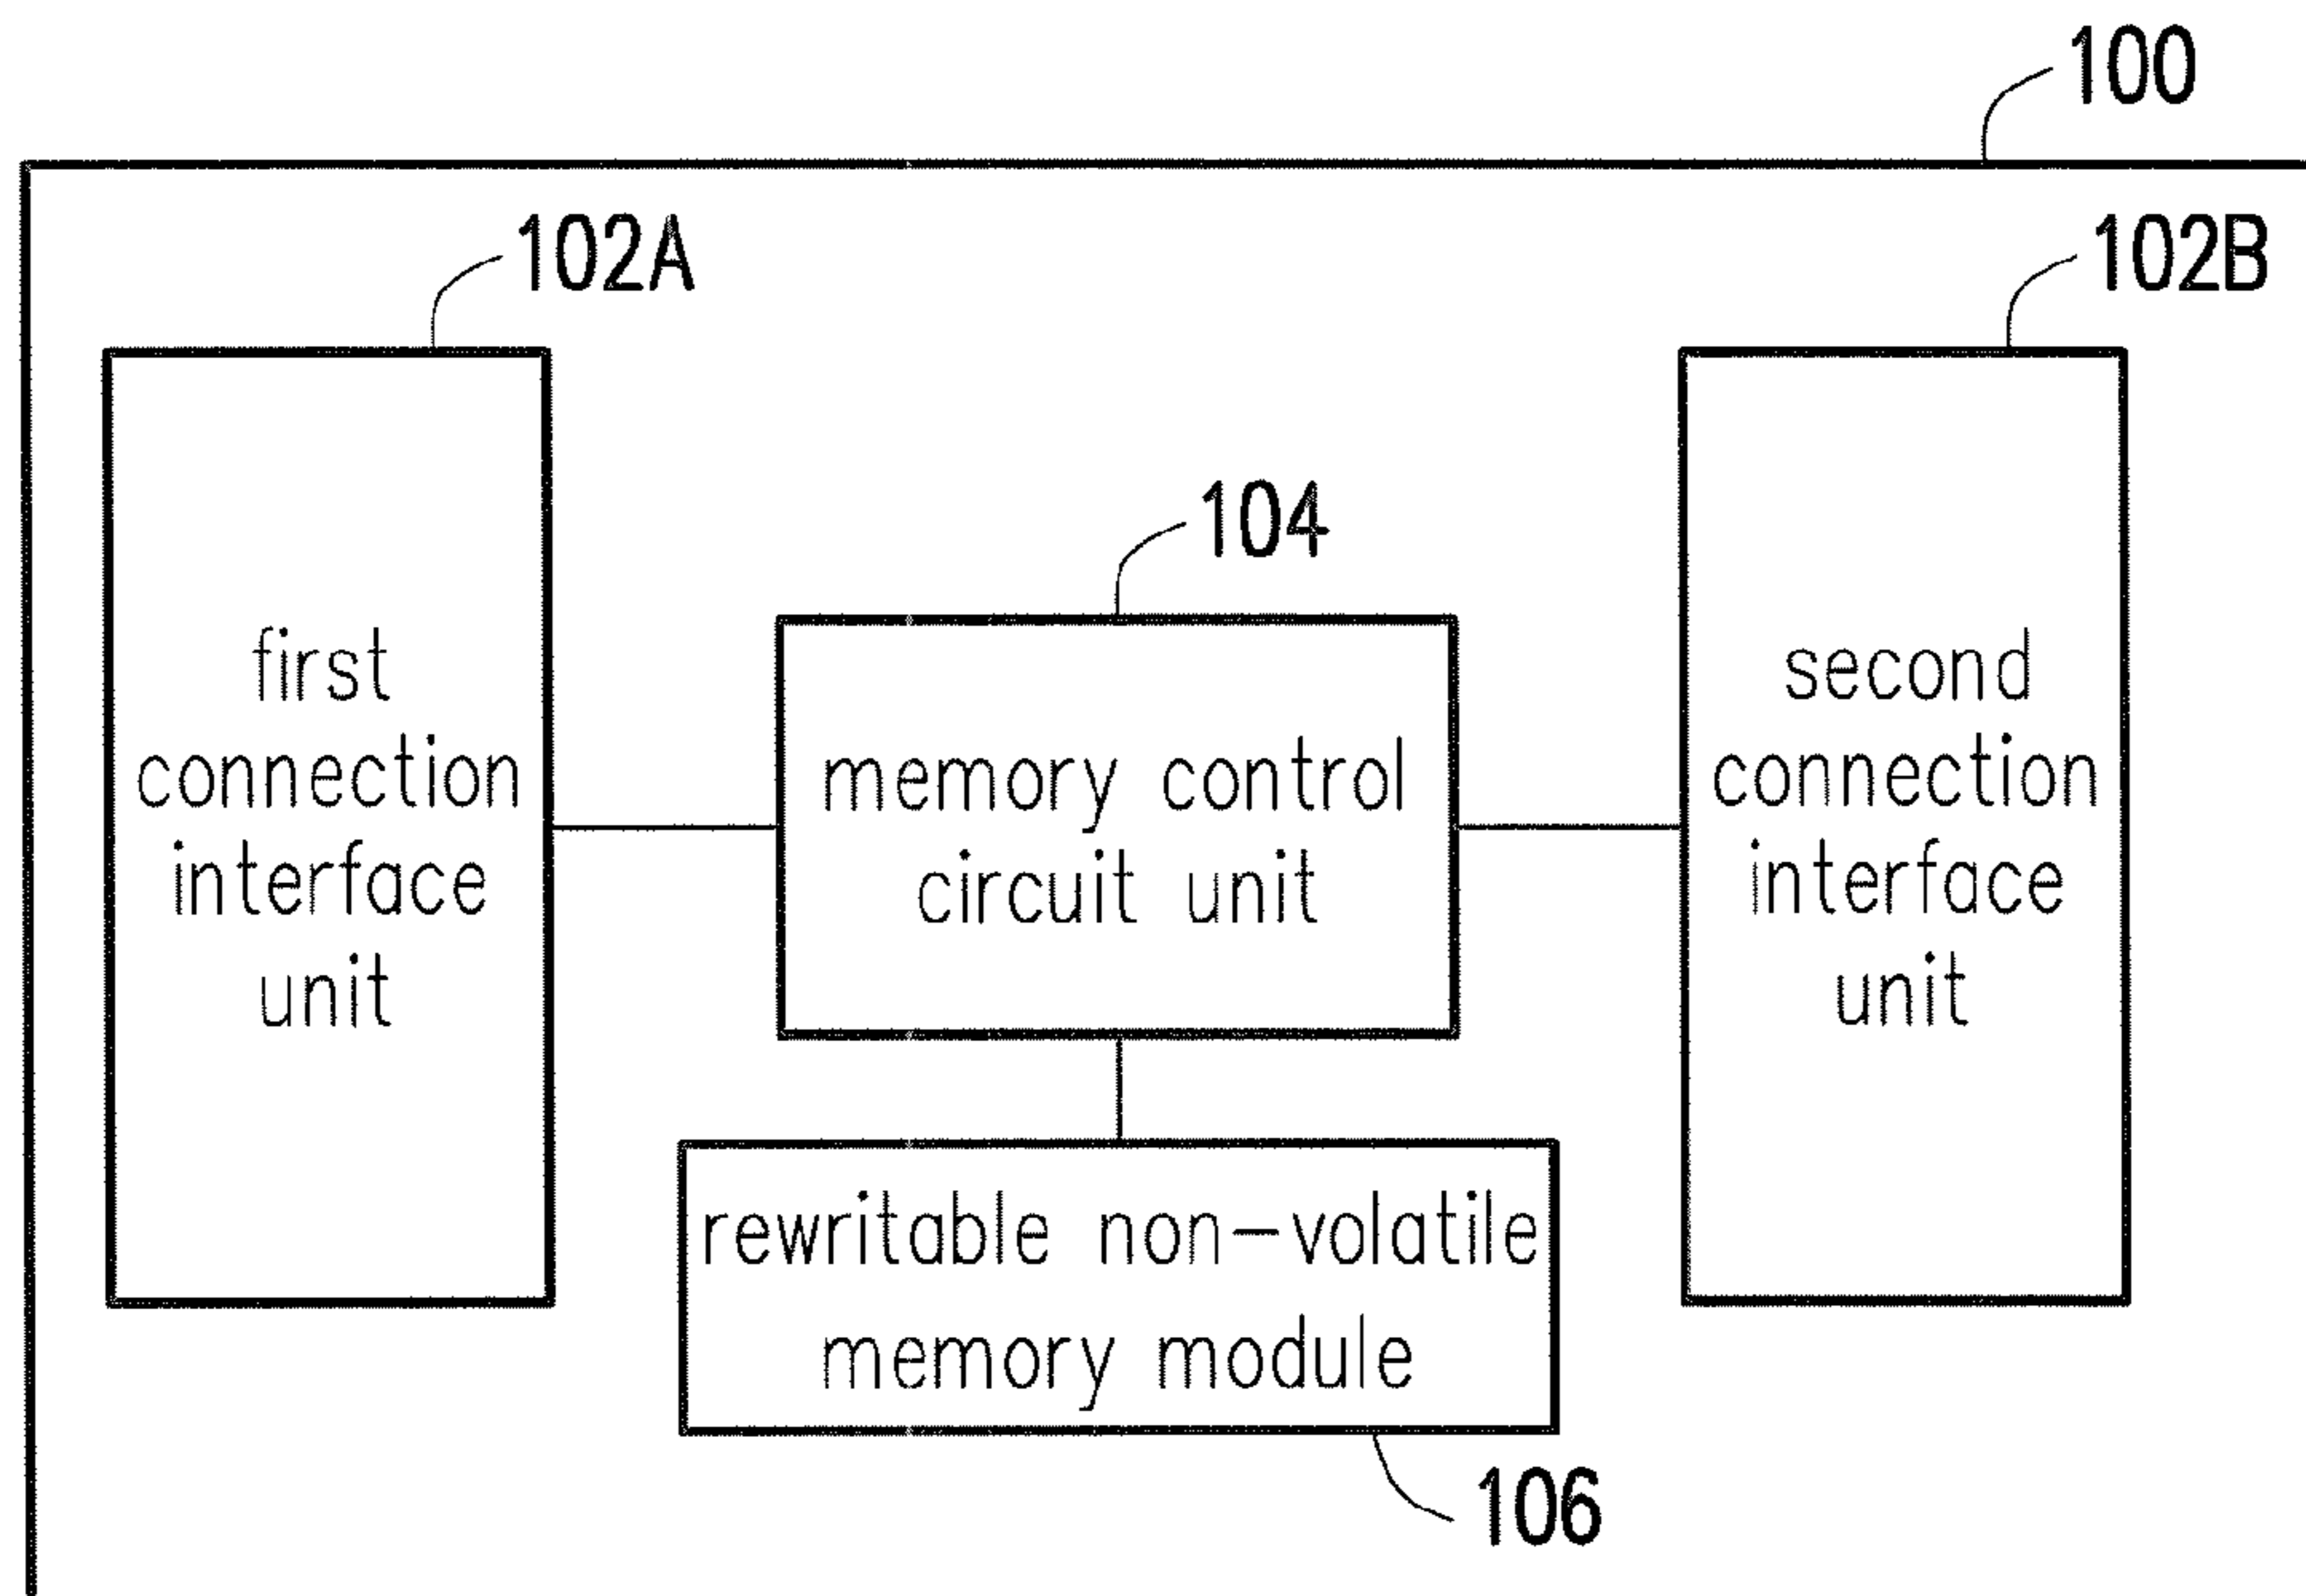 100
102A
102B
104
first
connection
interface
unit
memory control
circuit unit
second
connection
interface
unit
rewritable non-volatile
memory module
106